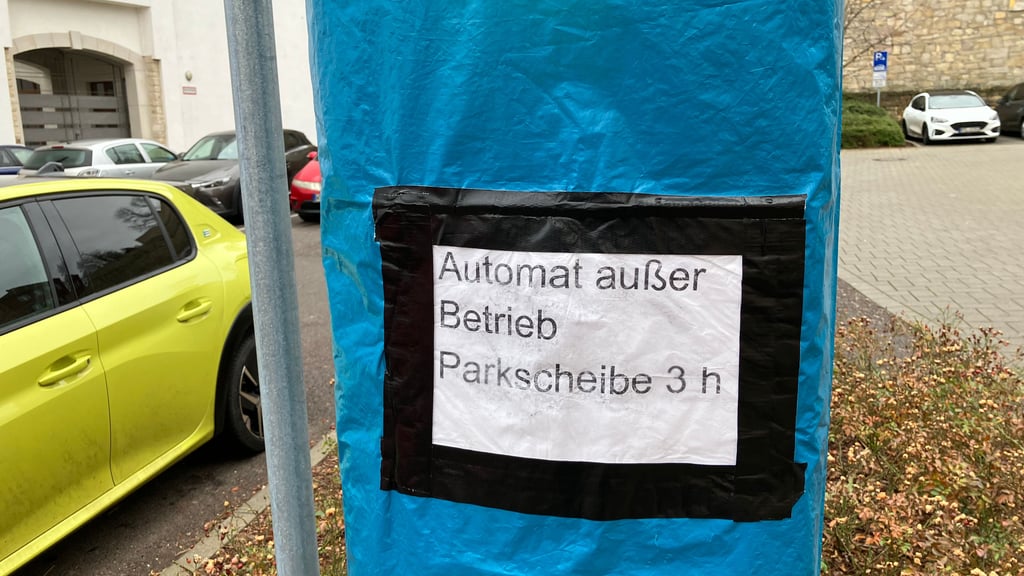 Automat außer
Betrieb
Parkscheibe 3 h
P